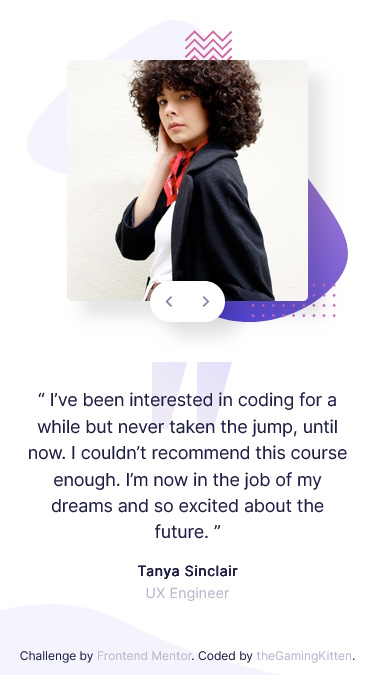 “ I’ve been interested in coding for a
while but never taken the jump, until
now. I couldn’t recommend this course
enough. I’m now in the job of my
dreams and so excited about the
future. ”
Tanya Sinclair
UX Engineer
Challenge by Frontend Mentor. Coded by theGamingKitten.